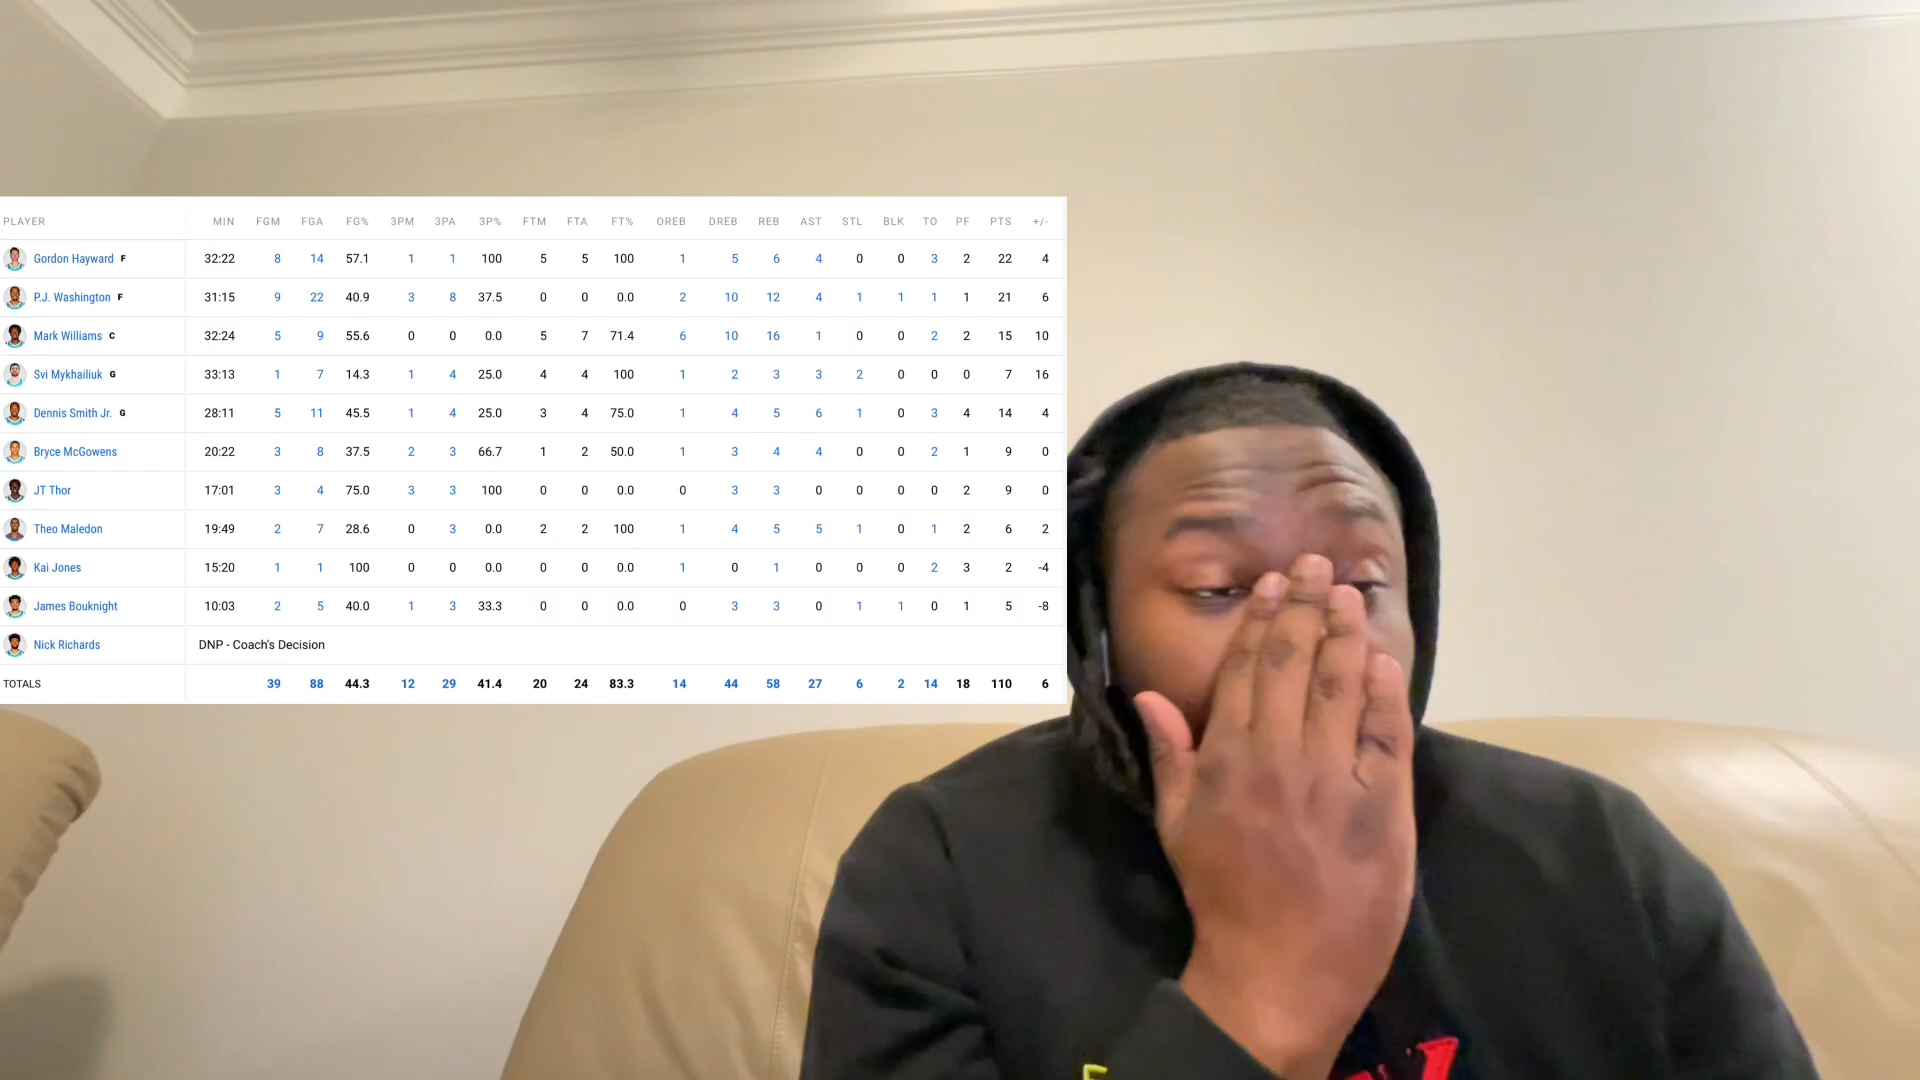 PLAYER MIN FGM FGA FG% 3PM 3PA 3P% FTM FTA FT% OREB DREB REB AST STL BLK TO PF PTS +/-
Gordon Hayward F 32:22 8 14 57.1 1 1 100 5 5 100 1 5 6 4 0 0 3 2 22 4
P.J. Washington F 31:15 9 22 40.9 3 8 37.5 0 0 0.0 2 10 12 4 1 1 1 1 21 6
Mark Williams C 32:24 5 9 55.6 0 0 0.0 5 7 71.4 6 10 16 1 0 0 2 2 15 10
Svi Mykhailiuk G 33:13 1 7 14.3 1 4 25.0 4 4 100 1 2 3 3 2 0 0 0 7 16
Dennis Smith Jr. G 28:11 5 11 45.5 1 4 25.0 3 4 75.0 1 4 5 6 1 0 3 4 14 4
Bryce McGowens 20:22 3 8 37.5 2 3 66.7 1 2 50.0 1 3 4 4 0 0 2 1 9 0
JT Thor 17:01 3 4 75.0 3 3 100 0 0 0.0 0 3 3 0 0 0 0 2 9 0
Theo Maledon 19:49 2 7 28.6 0 3 0.0 2 2 100 1 4 5 5 1 0 1 2 6 2
Kai Jones 15:20 1 1 100 0 0 0.0 0 0 0.0 1 0 1 0 0 0 2 3 2 -4
James Bouknight 10:03 2 5 40.0 1 3 33.3 0 0 0.0 0 3 3 0 1 1 0 1 5 -8
Nick Richards DNP - Coach's Decision
TOTALS 39 88 44.3 12 29 41.4 20 24 83.3 14 44 58 27 6 2 14 18 110 6